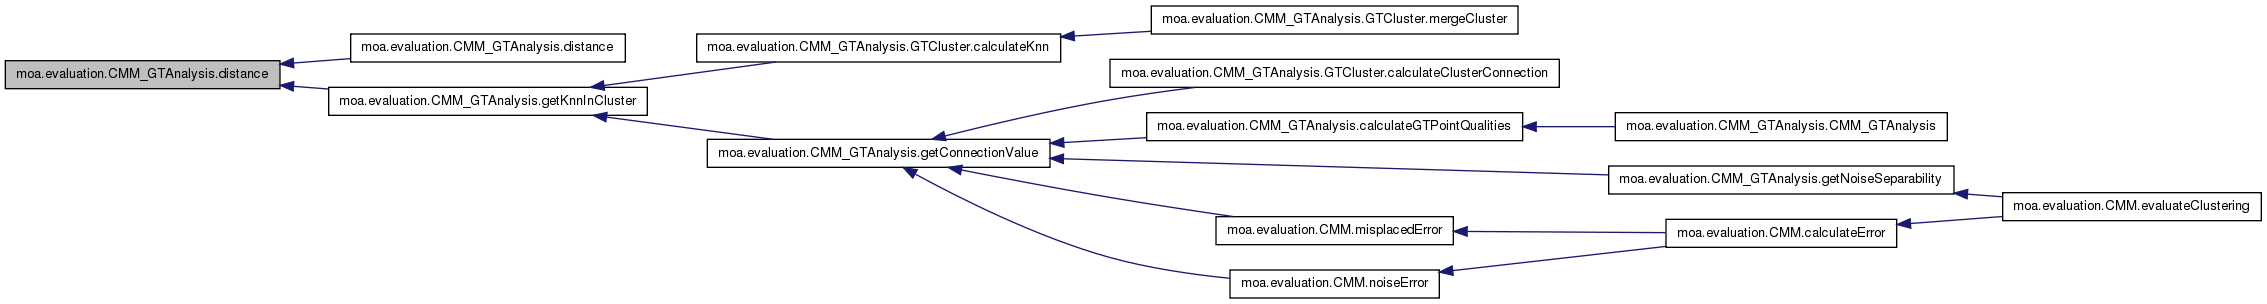 moa.evaluation.CMM_GTAnalysis.distance
moa.evaluation.CMM_GTAnalysis.distance
moa.evaluation.CMM_GTAnalysis.getKnnInCluster
moa.evaluation.CMM_GTAnalysis.GTCluster.calculateKnn
moa.evaluation.CMM_GTAnalysis.GTCluster.mergeCluster
moa.evaluation.CMM_GTAnalysis.getConnectionValue
moa.evaluation.CMM_GTAnalysis.GTCluster.calculateClusterConnection
moa.evaluation.CMM_GTAnalysis.calculateGTPointQualities
moa.evaluation.CMM_GTAnalysis.CMM_GTAnalysis
moa.evaluation.CMM_GTAnalysis.getNoiseSeparability
moa.evaluation.CMM.evaluateClustering
moa.evaluation.CMM.misplacedError
moa.evaluation.CMM.calculateError
moa.evaluation.CMM.noiseError